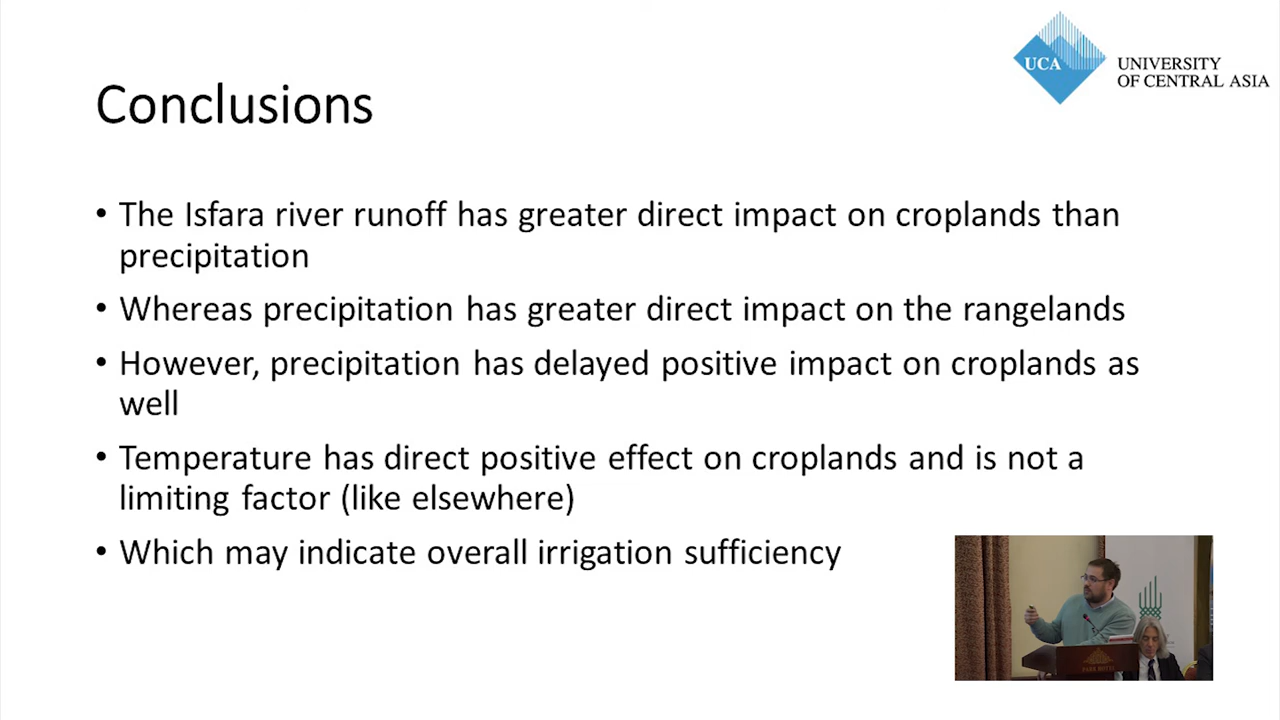 UCA
UNIVERSITY
OF CENTRAL ASIA
Conclusions
• The Isfara river runoff has greater direct impact on croplands than
precipitation
• Whereas precipitation has greater direct impact on the rangelands
• However, precipitation has delayed positive impact on croplands as
well
• Temperature has direct positive effect on croplands and is not a
limiting factor (like elsewhere)
• Which may indicate overall irrigation sufficiency